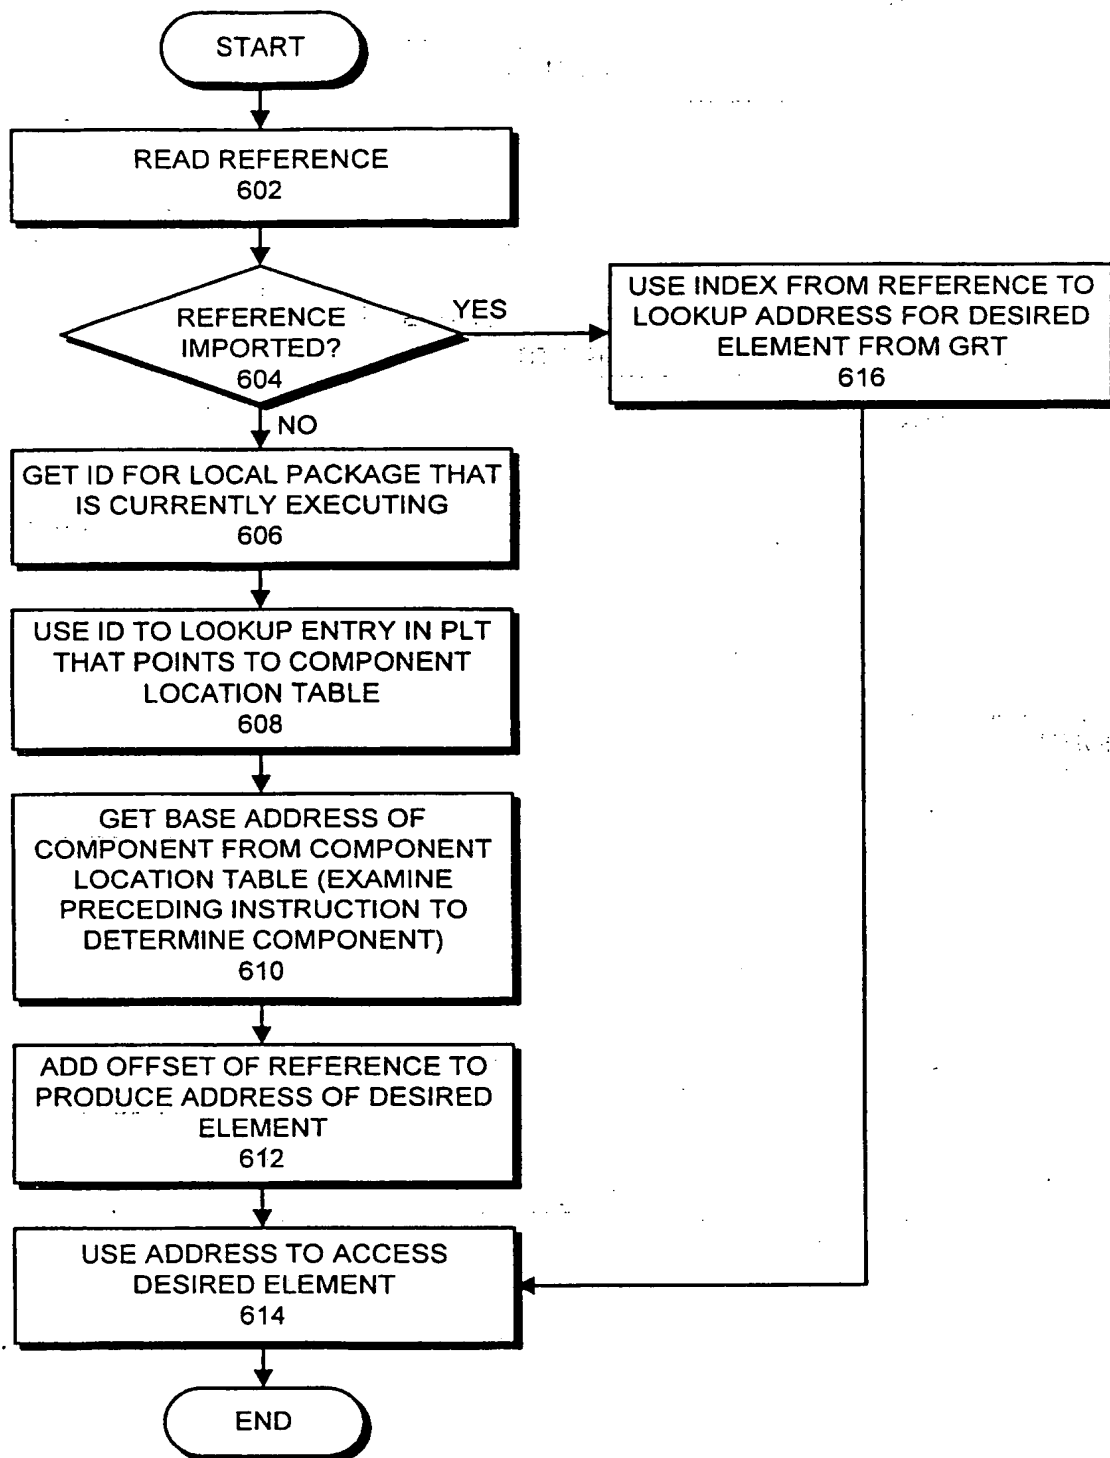 START
READ REFERENCE
602
REFERENCE
IMPORTED?
604
YES
NO
USE INDEX FROM REFERENCE TO
LOOKUP ADDRESS FOR DESIRED
ELEMENT FROM GRT
616
GET ID FOR LOCAL PACKAGE THAT
IS CURRENTLY EXECUTING
606
USE ID TO LOOKUP ENTRY IN PLT
THAT POINTS TO COMPONENT
LOCATION TABLE
608
GET BASE ADDRESS OF
COMPONENT FROM COMPONENT
LOCATION TABLE (EXAMINE
PRECEDING INSTRUCTION TO
DETERMINE COMPONENT)
610
ADD OFFSET OF REFERENCE TO
PRODUCE ADDRESS OF DESIRED
ELEMENT
612
USE ADDRESS TO ACCESS
DESIRED ELEMENT
614
END